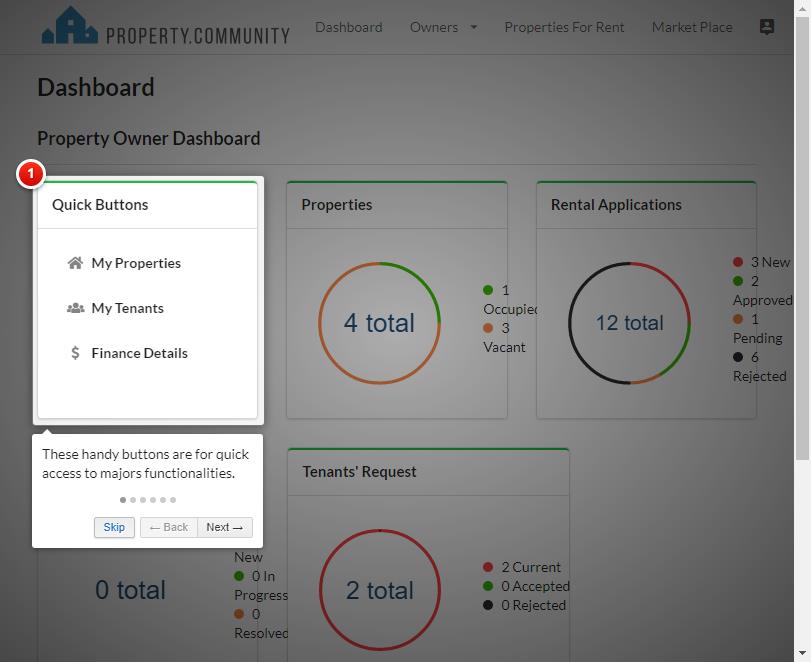 PROPERTY.COMMUNITY
Dashboard
Owners
Properties For Rent
Market Place
Dashboard
Property Owner Dashboard
1
Quick Buttons
My Properties
My Tenants
$ Finance Details
These handy buttons are for quick
access to majors functionalities.
Skip
← Back
Next →
Properties
4 total
1
Occupied
3
Vacant
Rental Applications
12 total
3 New
2
Approved
1
Pending
6
Rejected
0 total
New
0 In
Progress
0
Resolved
Tenants' Request
2 total
2 Current
0 Accepted
0 Rejected